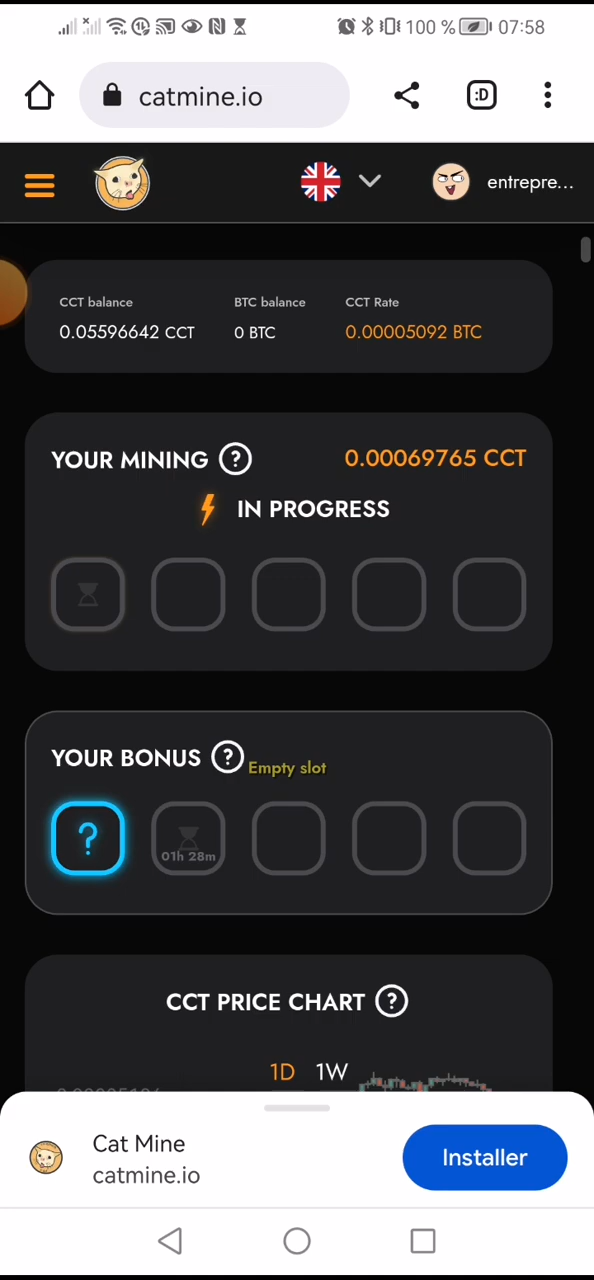 100 % 07:58
catmine.io
:D
entrepre...
CCT balance BTC balance CCT Rate
0.05596642 CCT 0 BTC 0.00005092 BTC
YOUR MINING ? 0.00069765 CCT
IN PROGRESS
YOUR BONUS ? Empty slot
?
01h 28m
CCT PRICE CHART ?
1D 1W
Cat Mine
catmine.io
Installer